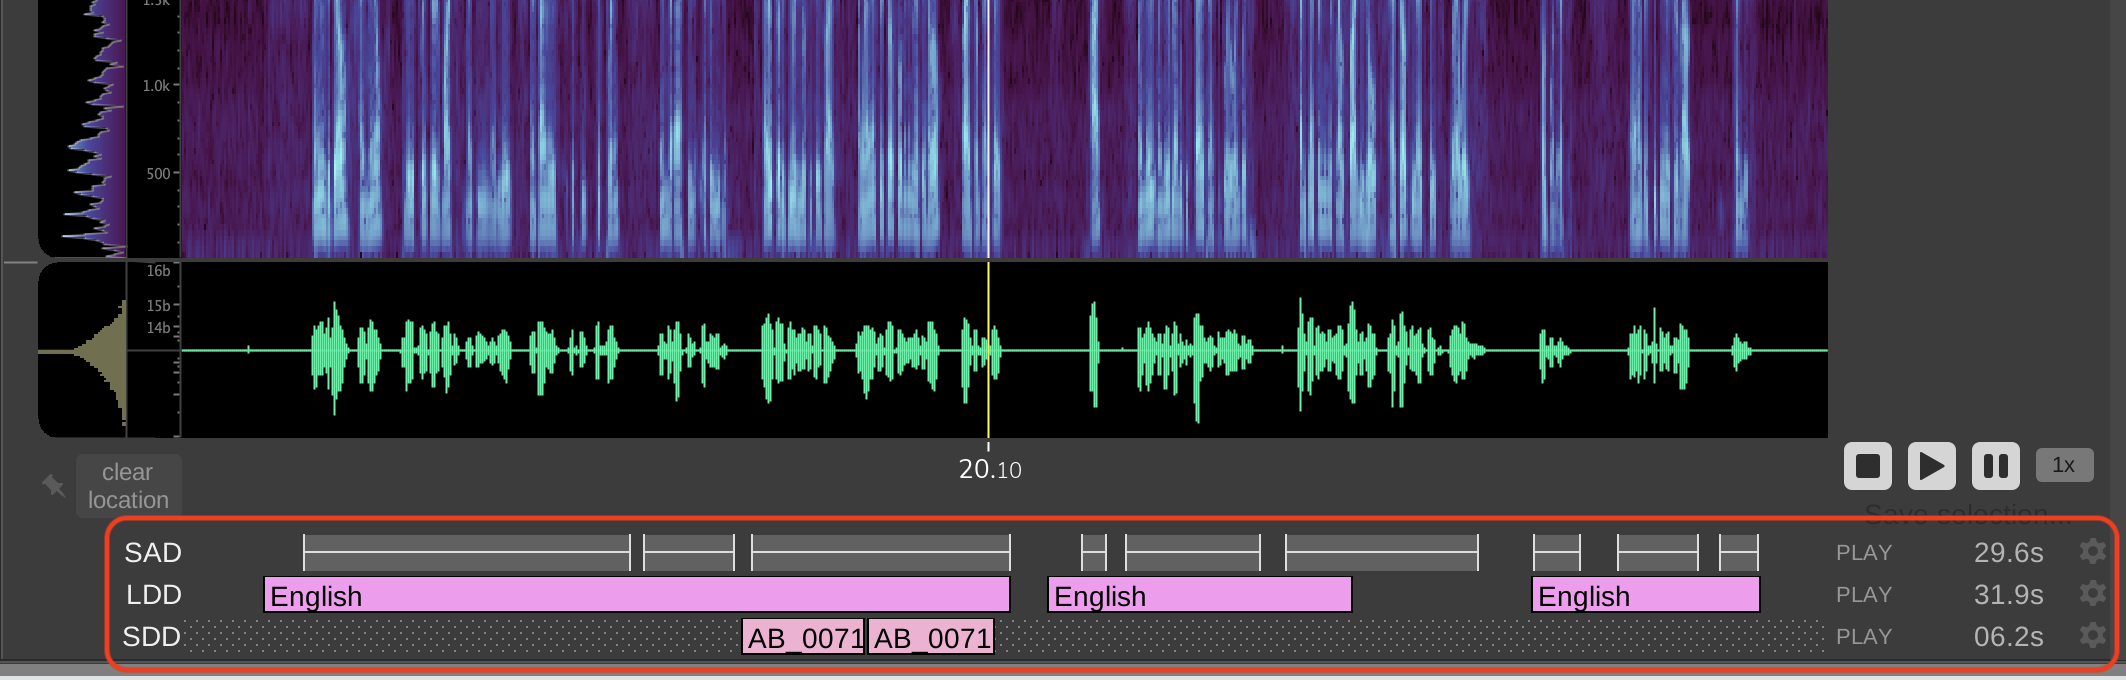 1.5k
1.0k
500
16b
15b
14b
clear
location
20.10
1x
Save selection...
SAD PLAY 29.6s
LDD English English English PLAY 31.9s
SDD AB_0071 AB_0071 PLAY 06.2s